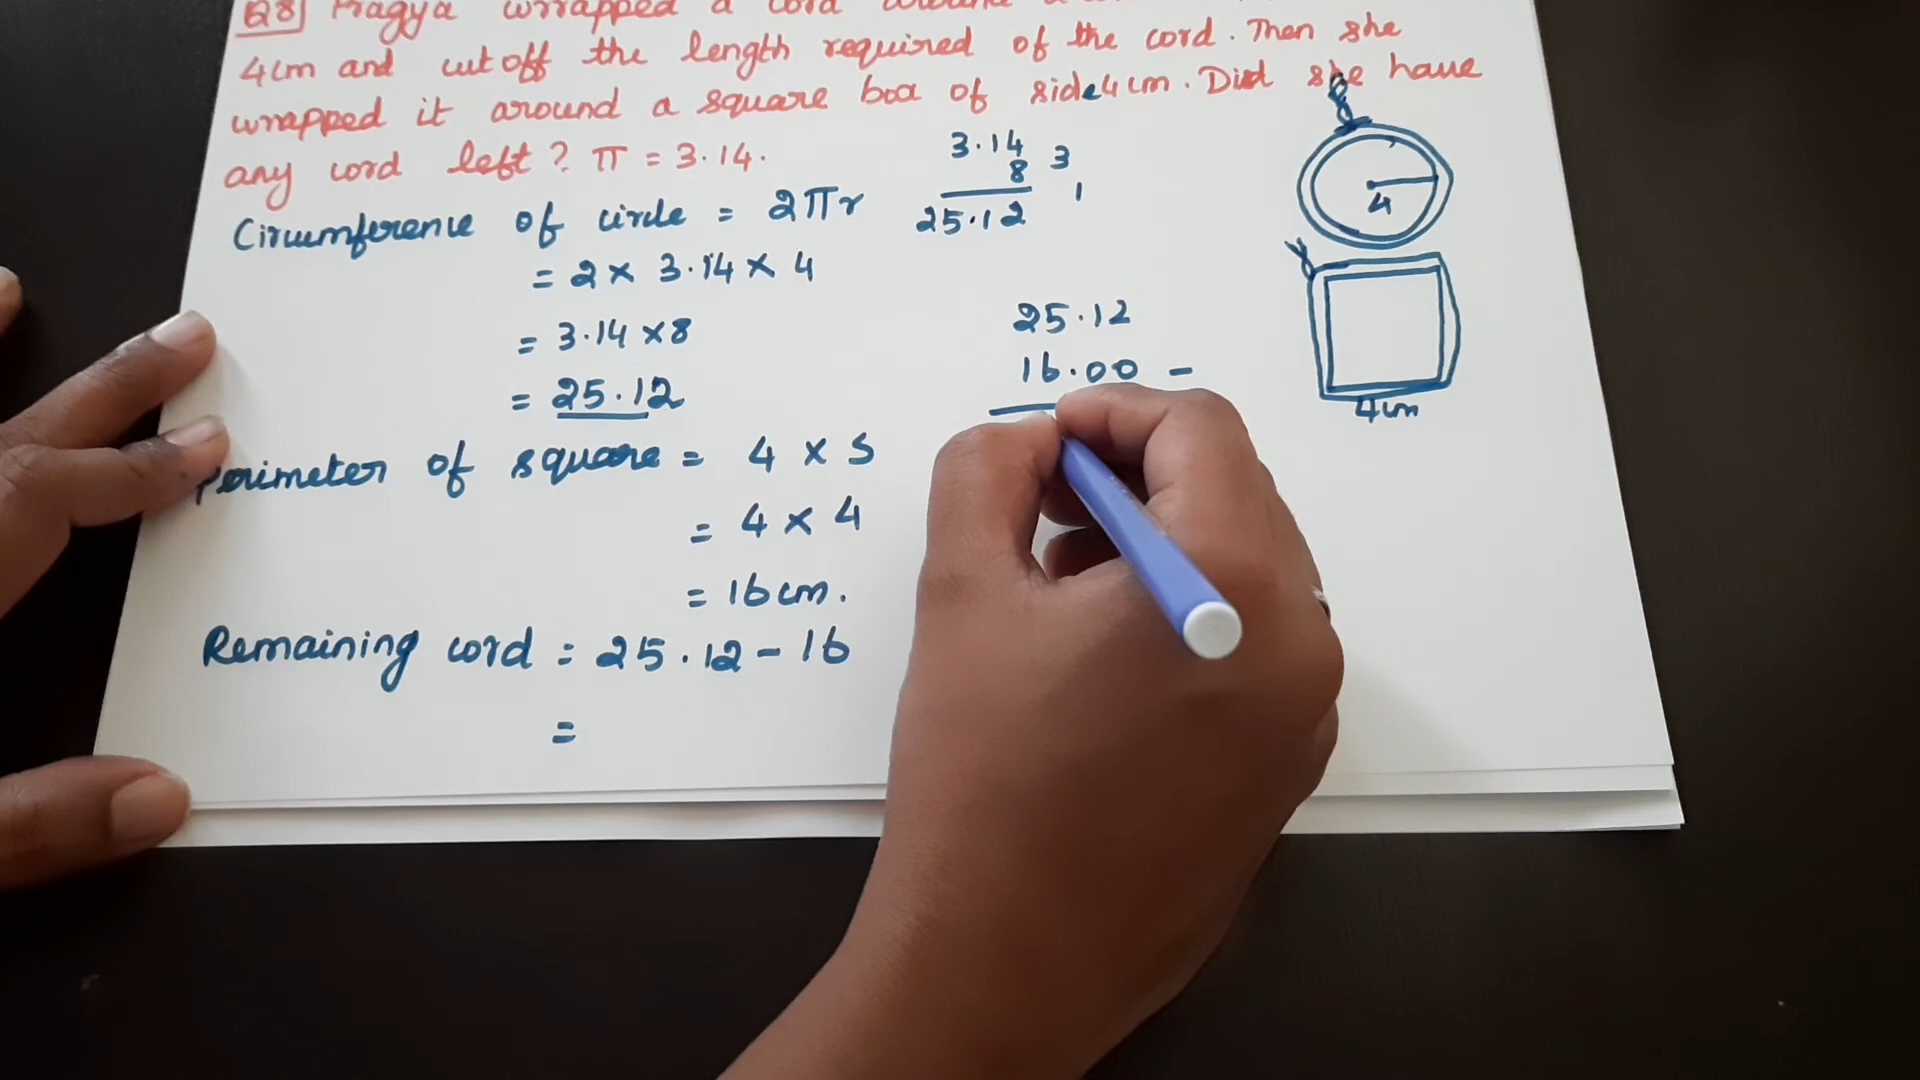 Q8] Pragya wrapped a cord around a
4cm and cut off the length required of the cord. Then she
wrapped it around a square box of side 4cm. Did she have
any cord left? π = 3.14.
Circumference of circle = 2πr
= 2 × 3.14 × 4
= 3.14 × 8
= 25.12
Perimeter of square = 4 × S
= 4 × 4
= 16cm.
Remaining cord = 25.12 - 16
=
3.14
8
25.12
3
1
25.12
16.00 -
4
4cm